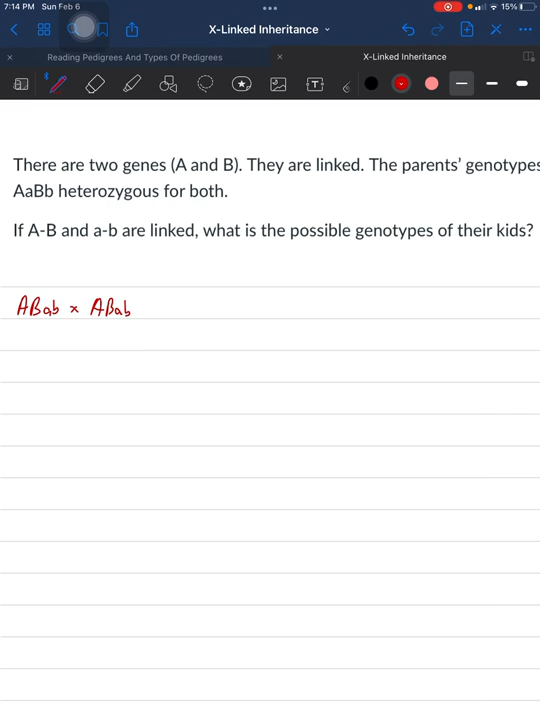 7:14 PM Sun Feb 6
15%
X-Linked Inheritance
Reading Pedigrees And Types Of Pedigrees
X-Linked Inheritance
There are two genes (A and B). They are linked. The parents' genotypes
AaBb heterozygous for both.
If A-B and a-b are linked, what is the possible genotypes of their kids?
ABab x ABab